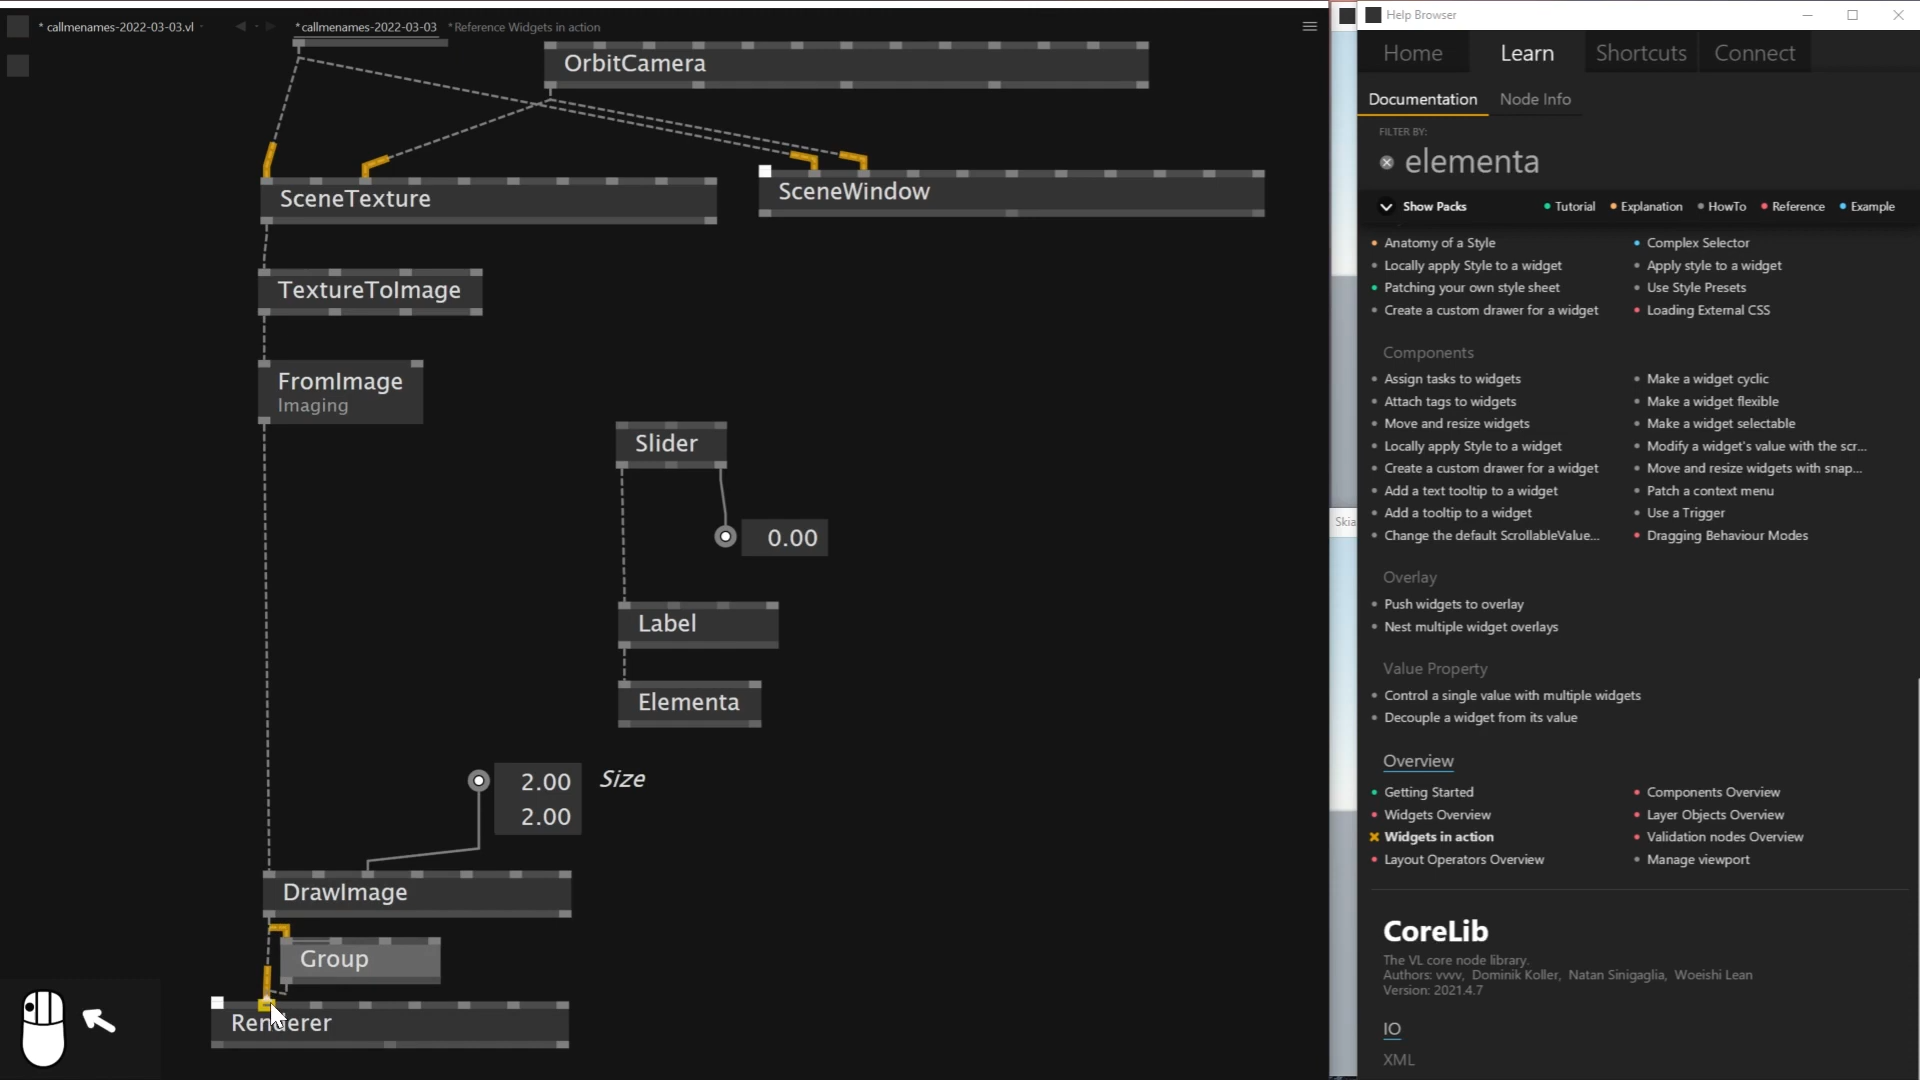 * callmenames-2022-03-03.vl
*callmenames-2022-03-03
*Reference Widgets in action
OrbitCamera
SceneTexture
SceneWindow
TextureToImage
FromImage
Imaging
Slider
0.00
Label
Elementa
2.00
2.00
Size
DrawImage
Group
Renderer
Skia
Help Browser
Home
Learn
Shortcuts
Connect
Documentation
Node Info
FILTER BY:
elementa
Show Packs
Tutorial
Explanation
HowTo
Reference
Example
Anatomy of a Style
Complex Selector
Locally apply Style to a widget
Apply style to a widget
Patching your own style sheet
Use Style Presets
Create a custom drawer for a widget
Loading External CSS
Components
Assign tasks to widgets
Make a widget cyclic
Attach tags to widgets
Make a widget flexible
Move and resize widgets
Make a widget selectable
Locally apply Style to a widget
Modify a widget's value with the scr...
Create a custom drawer for a widget
Move and resize widgets with snap...
Add a text tooltip to a widget
Patch a context menu
Add a tooltip to a widget
Use a Trigger
Change the default ScrollableValue...
Dragging Behaviour Modes
Overlay
Push widgets to overlay
Nest multiple widget overlays
Value Property
Control a single value with multiple widgets
Decouple a widget from its value
Overview
Getting Started
Components Overview
Widgets Overview
Layer Objects Overview
Widgets in action
Validation nodes Overview
Layout Operators Overview
Manage viewport
CoreLib
The VL core node library.
Authors: vvvv, Dominik Koller, Natan Sinigaglia, Woeishi Lean
Version: 2021.4.7
IO
XML